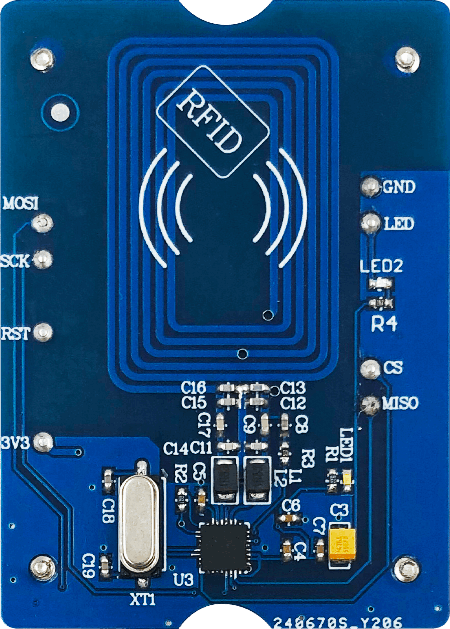 RFID
GND
MOSI
LED
SCK
LED2
RST
R4
CS
C16
C13
C15
C12
MISO
C17
C9
C8
3V3
C14
C11
LED1
R3
R2
C5
L2
L1
R1
C18
C6
C3
C7
C4
C19
U3
XT1
240670S_Y206